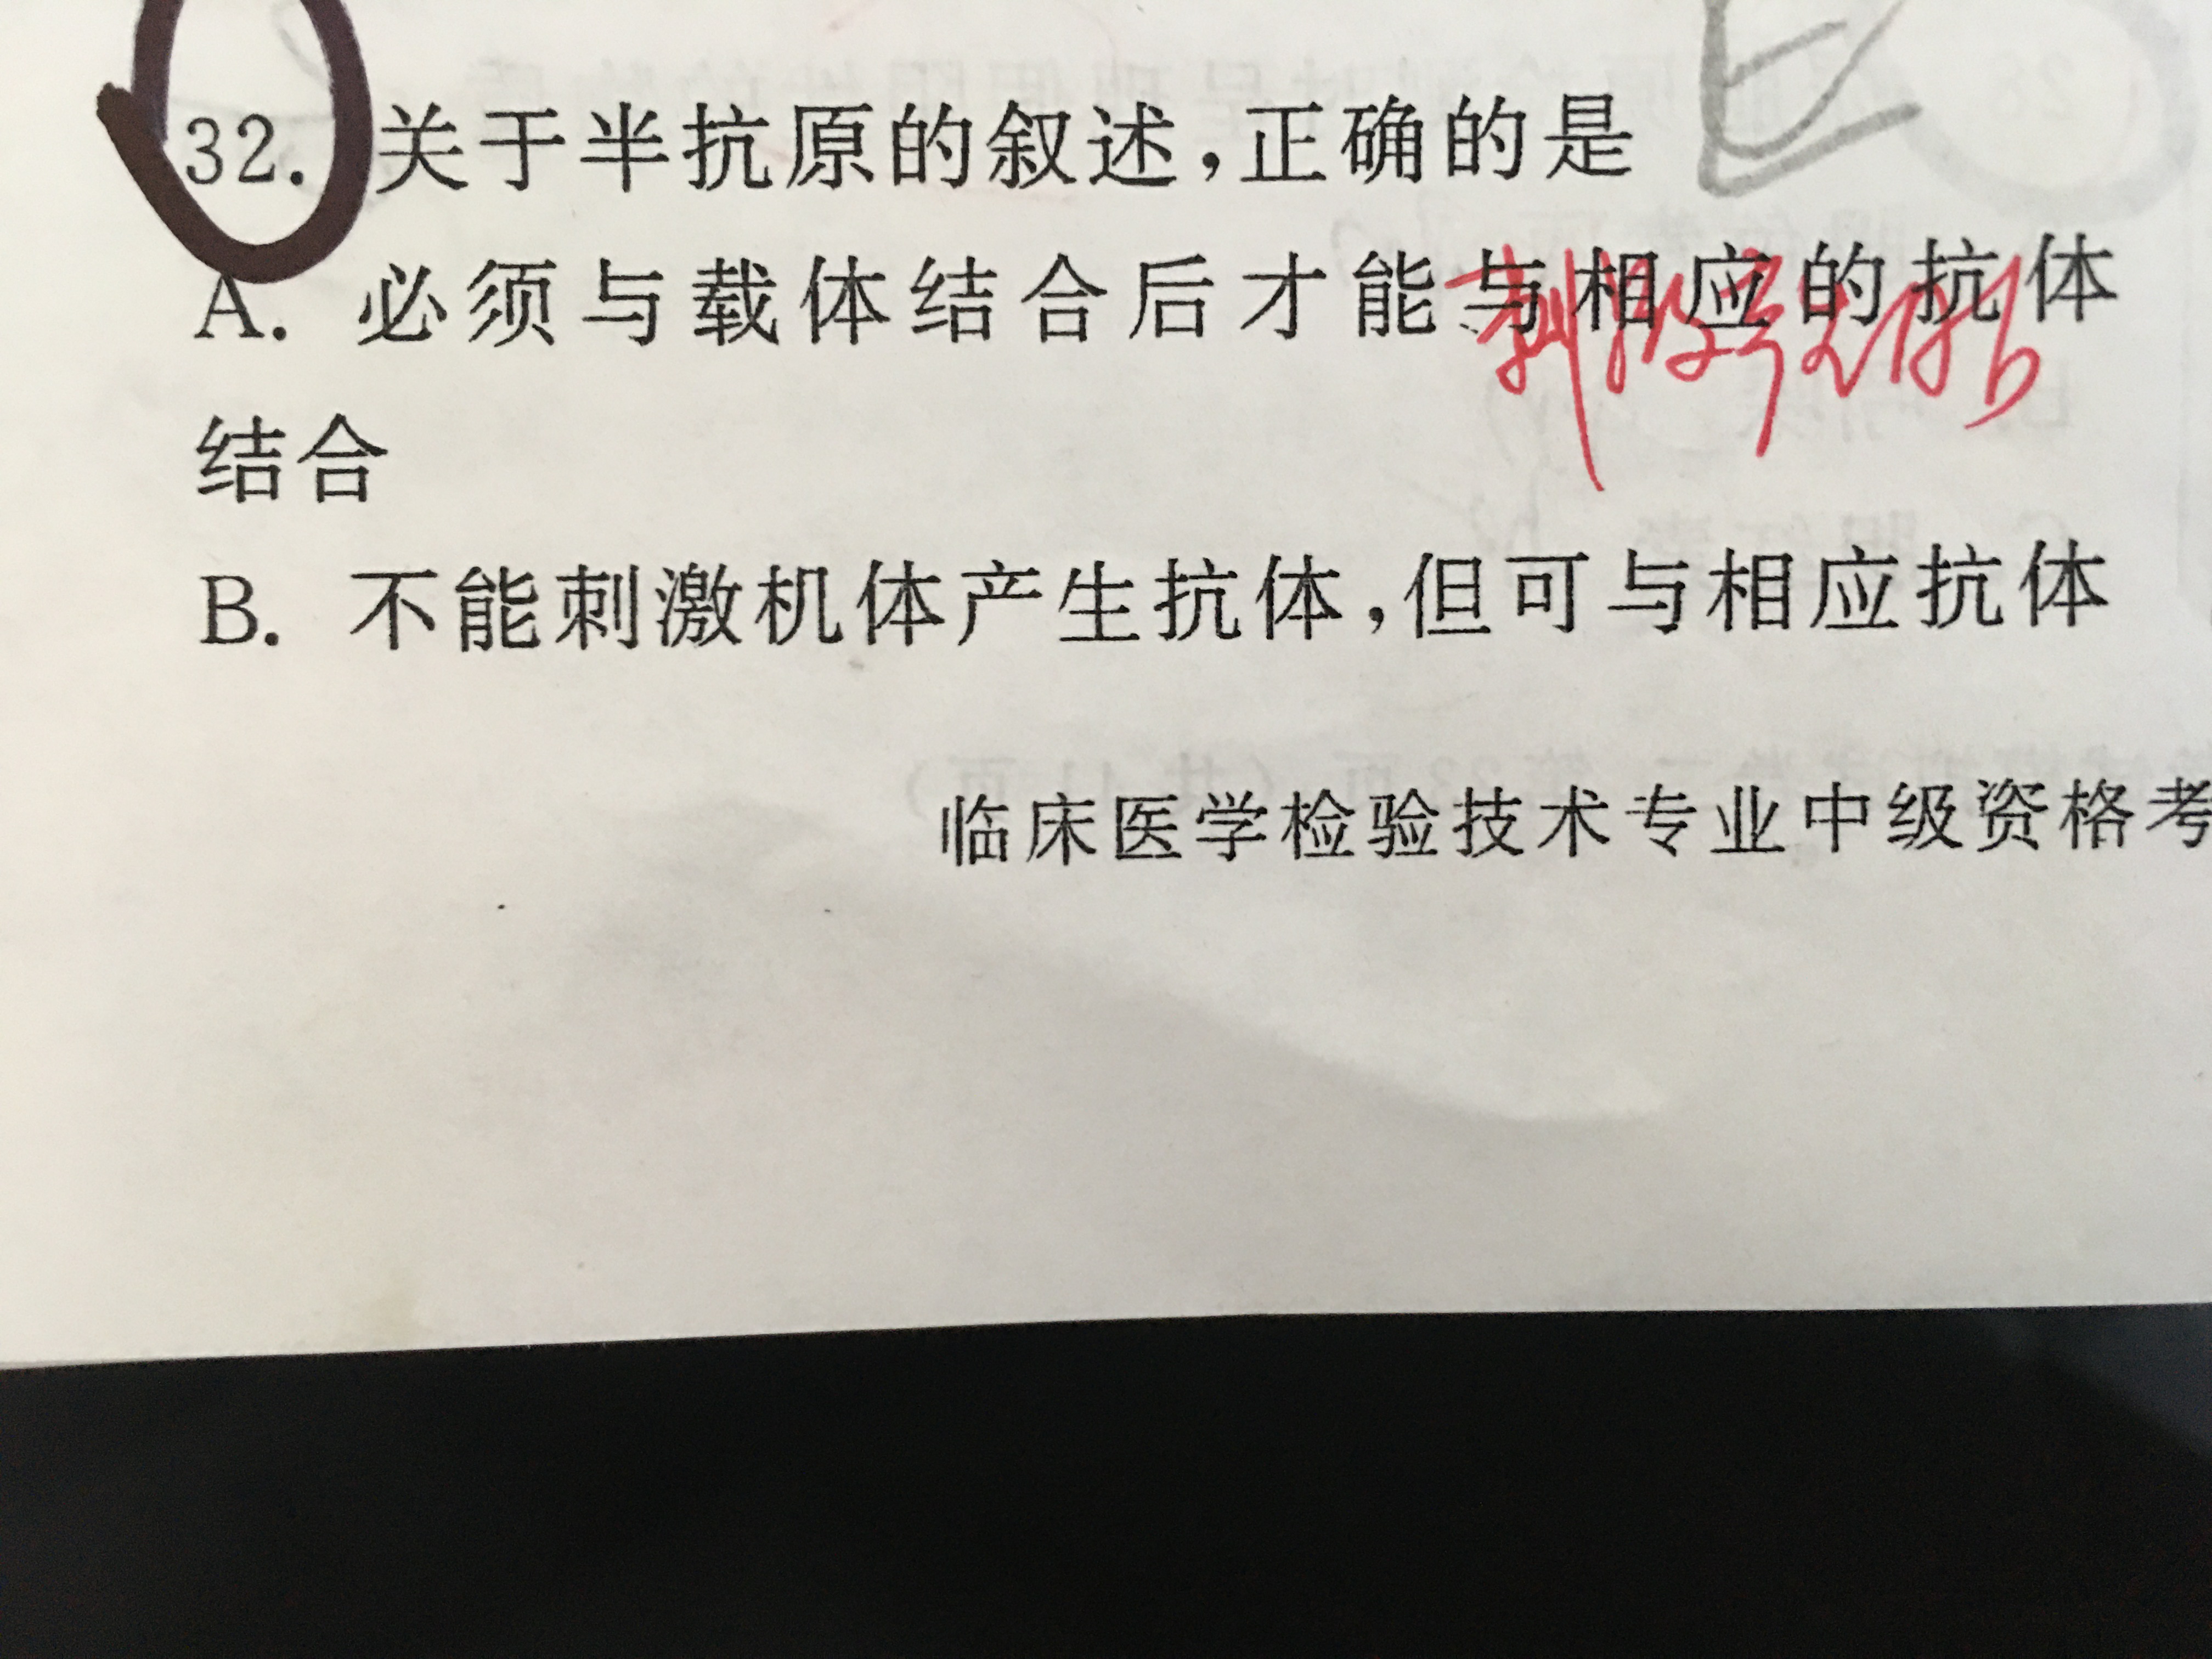 32. 关于半抗原的叙述,正确的是
A. 必须与载体结合后才能与相应的抗体
结合
B. 不能刺激机体产生抗体,但可与相应抗体
临床医学检验技术专业中级资格考